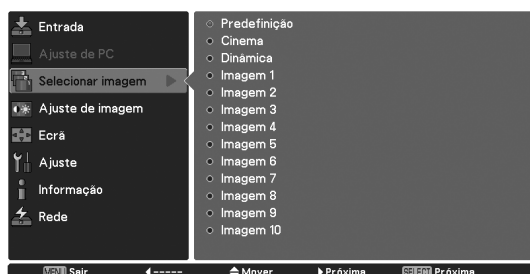 Entrada
Ajuste de PC
Selecionar imagem
Ajuste de imagem
Ecrã
Ajuste
Informação
Rede
Predefinição
Cinema
Dinâmica
Imagem 1
Imagem 2
Imagem 3
Imagem 4
Imagem 5
Imagem 6
Imagem 7
Imagem 8
Imagem 9
Imagem 10
MENU Sair ----- Mover Próxima SELECT Próxima